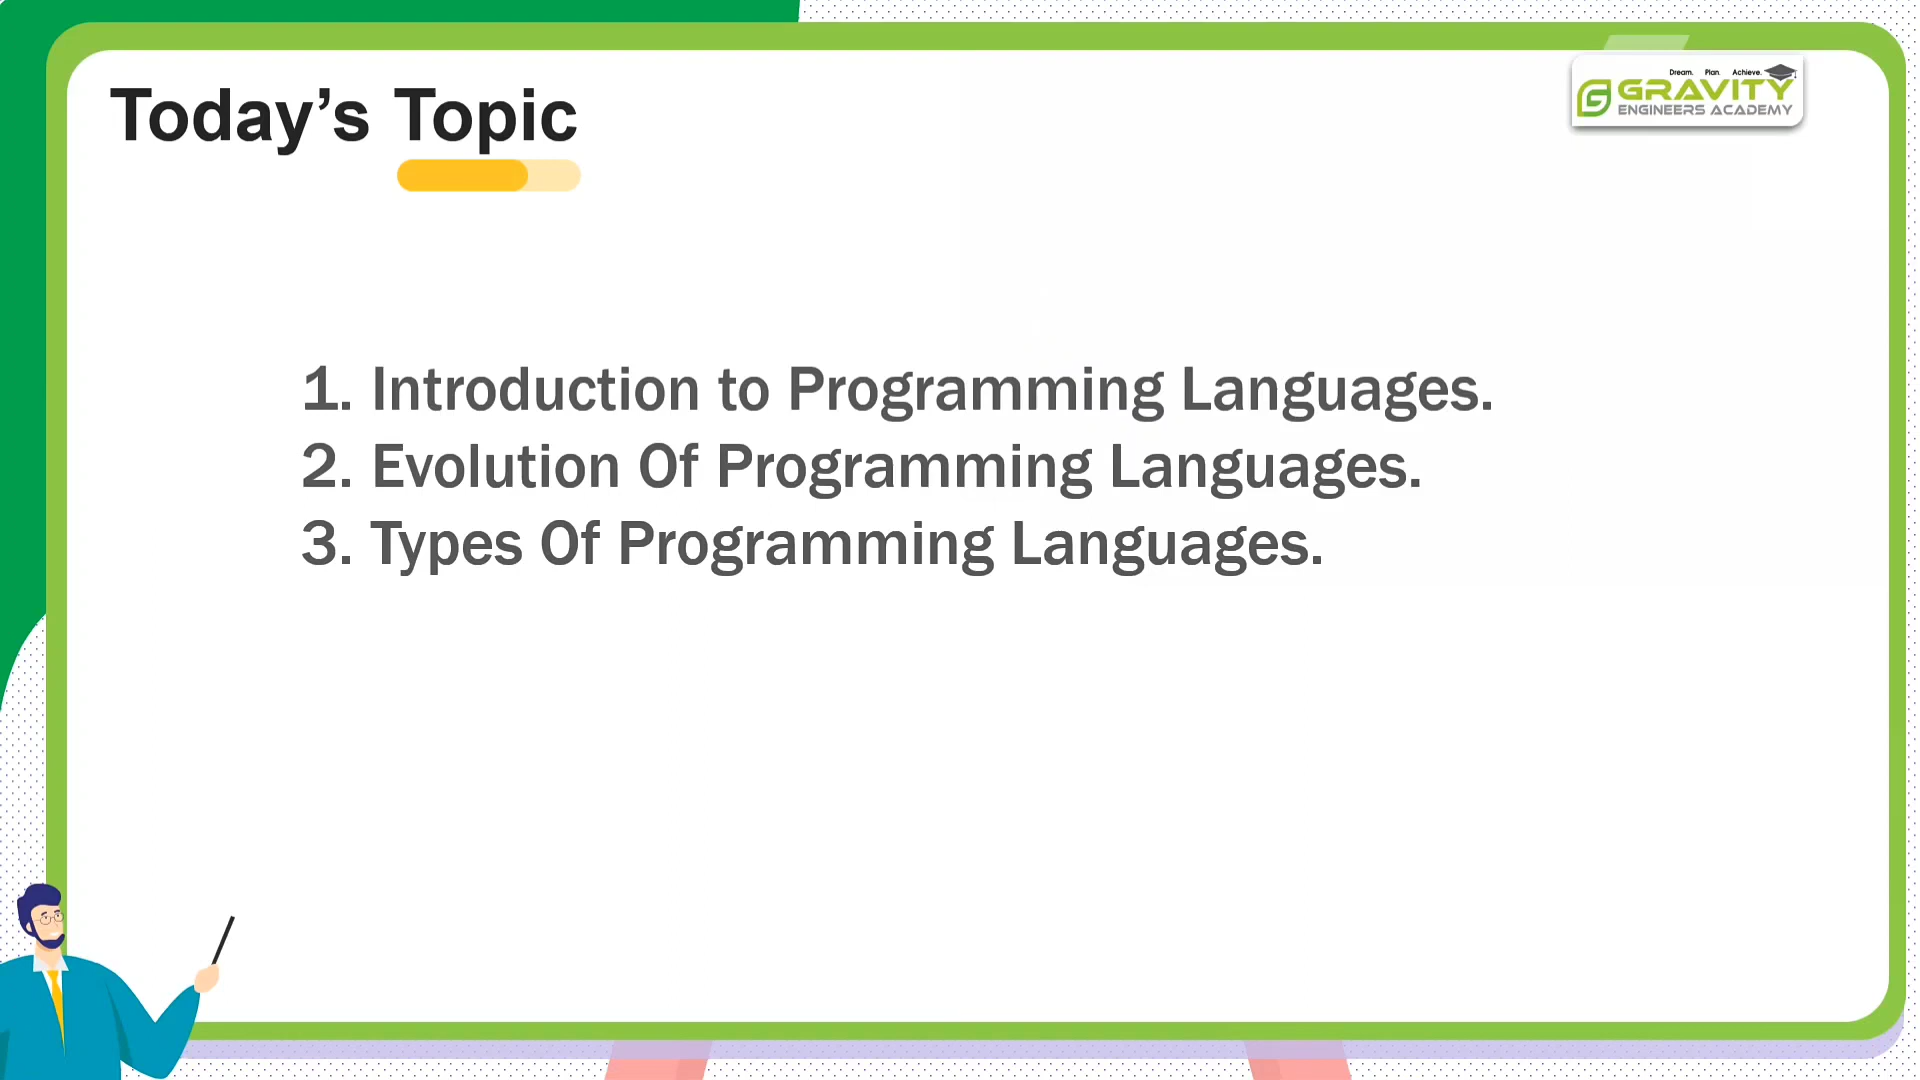 Today’s Topic
Dream. Plan. Achieve.
GRAVITY
ENGINEERS ACADEMY
1. Introduction to Programming Languages.
2. Evolution Of Programming Languages.
3. Types Of Programming Languages.